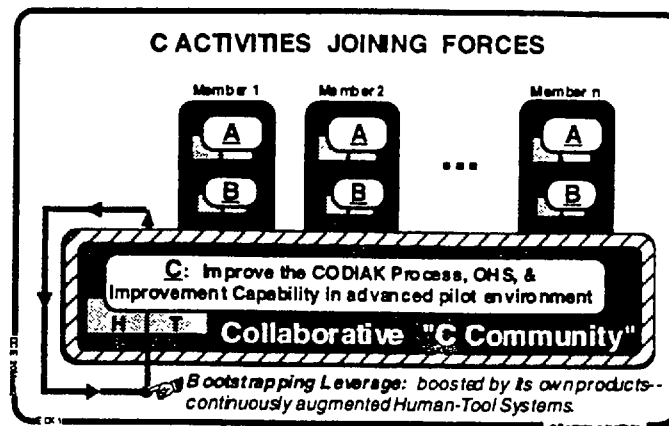 C ACTIVITIES JOINING FORCES
Member 1 Member 2 Member n
A A ... A
B B B
C: Improve the CODIAK Process, OHS, &
Improvement Capability in advanced pilot environment
H T
Collaborative "C Community"
Bootstrapping Leverage: boosted by its own products--
continuously augmented Human-Tool Systems.